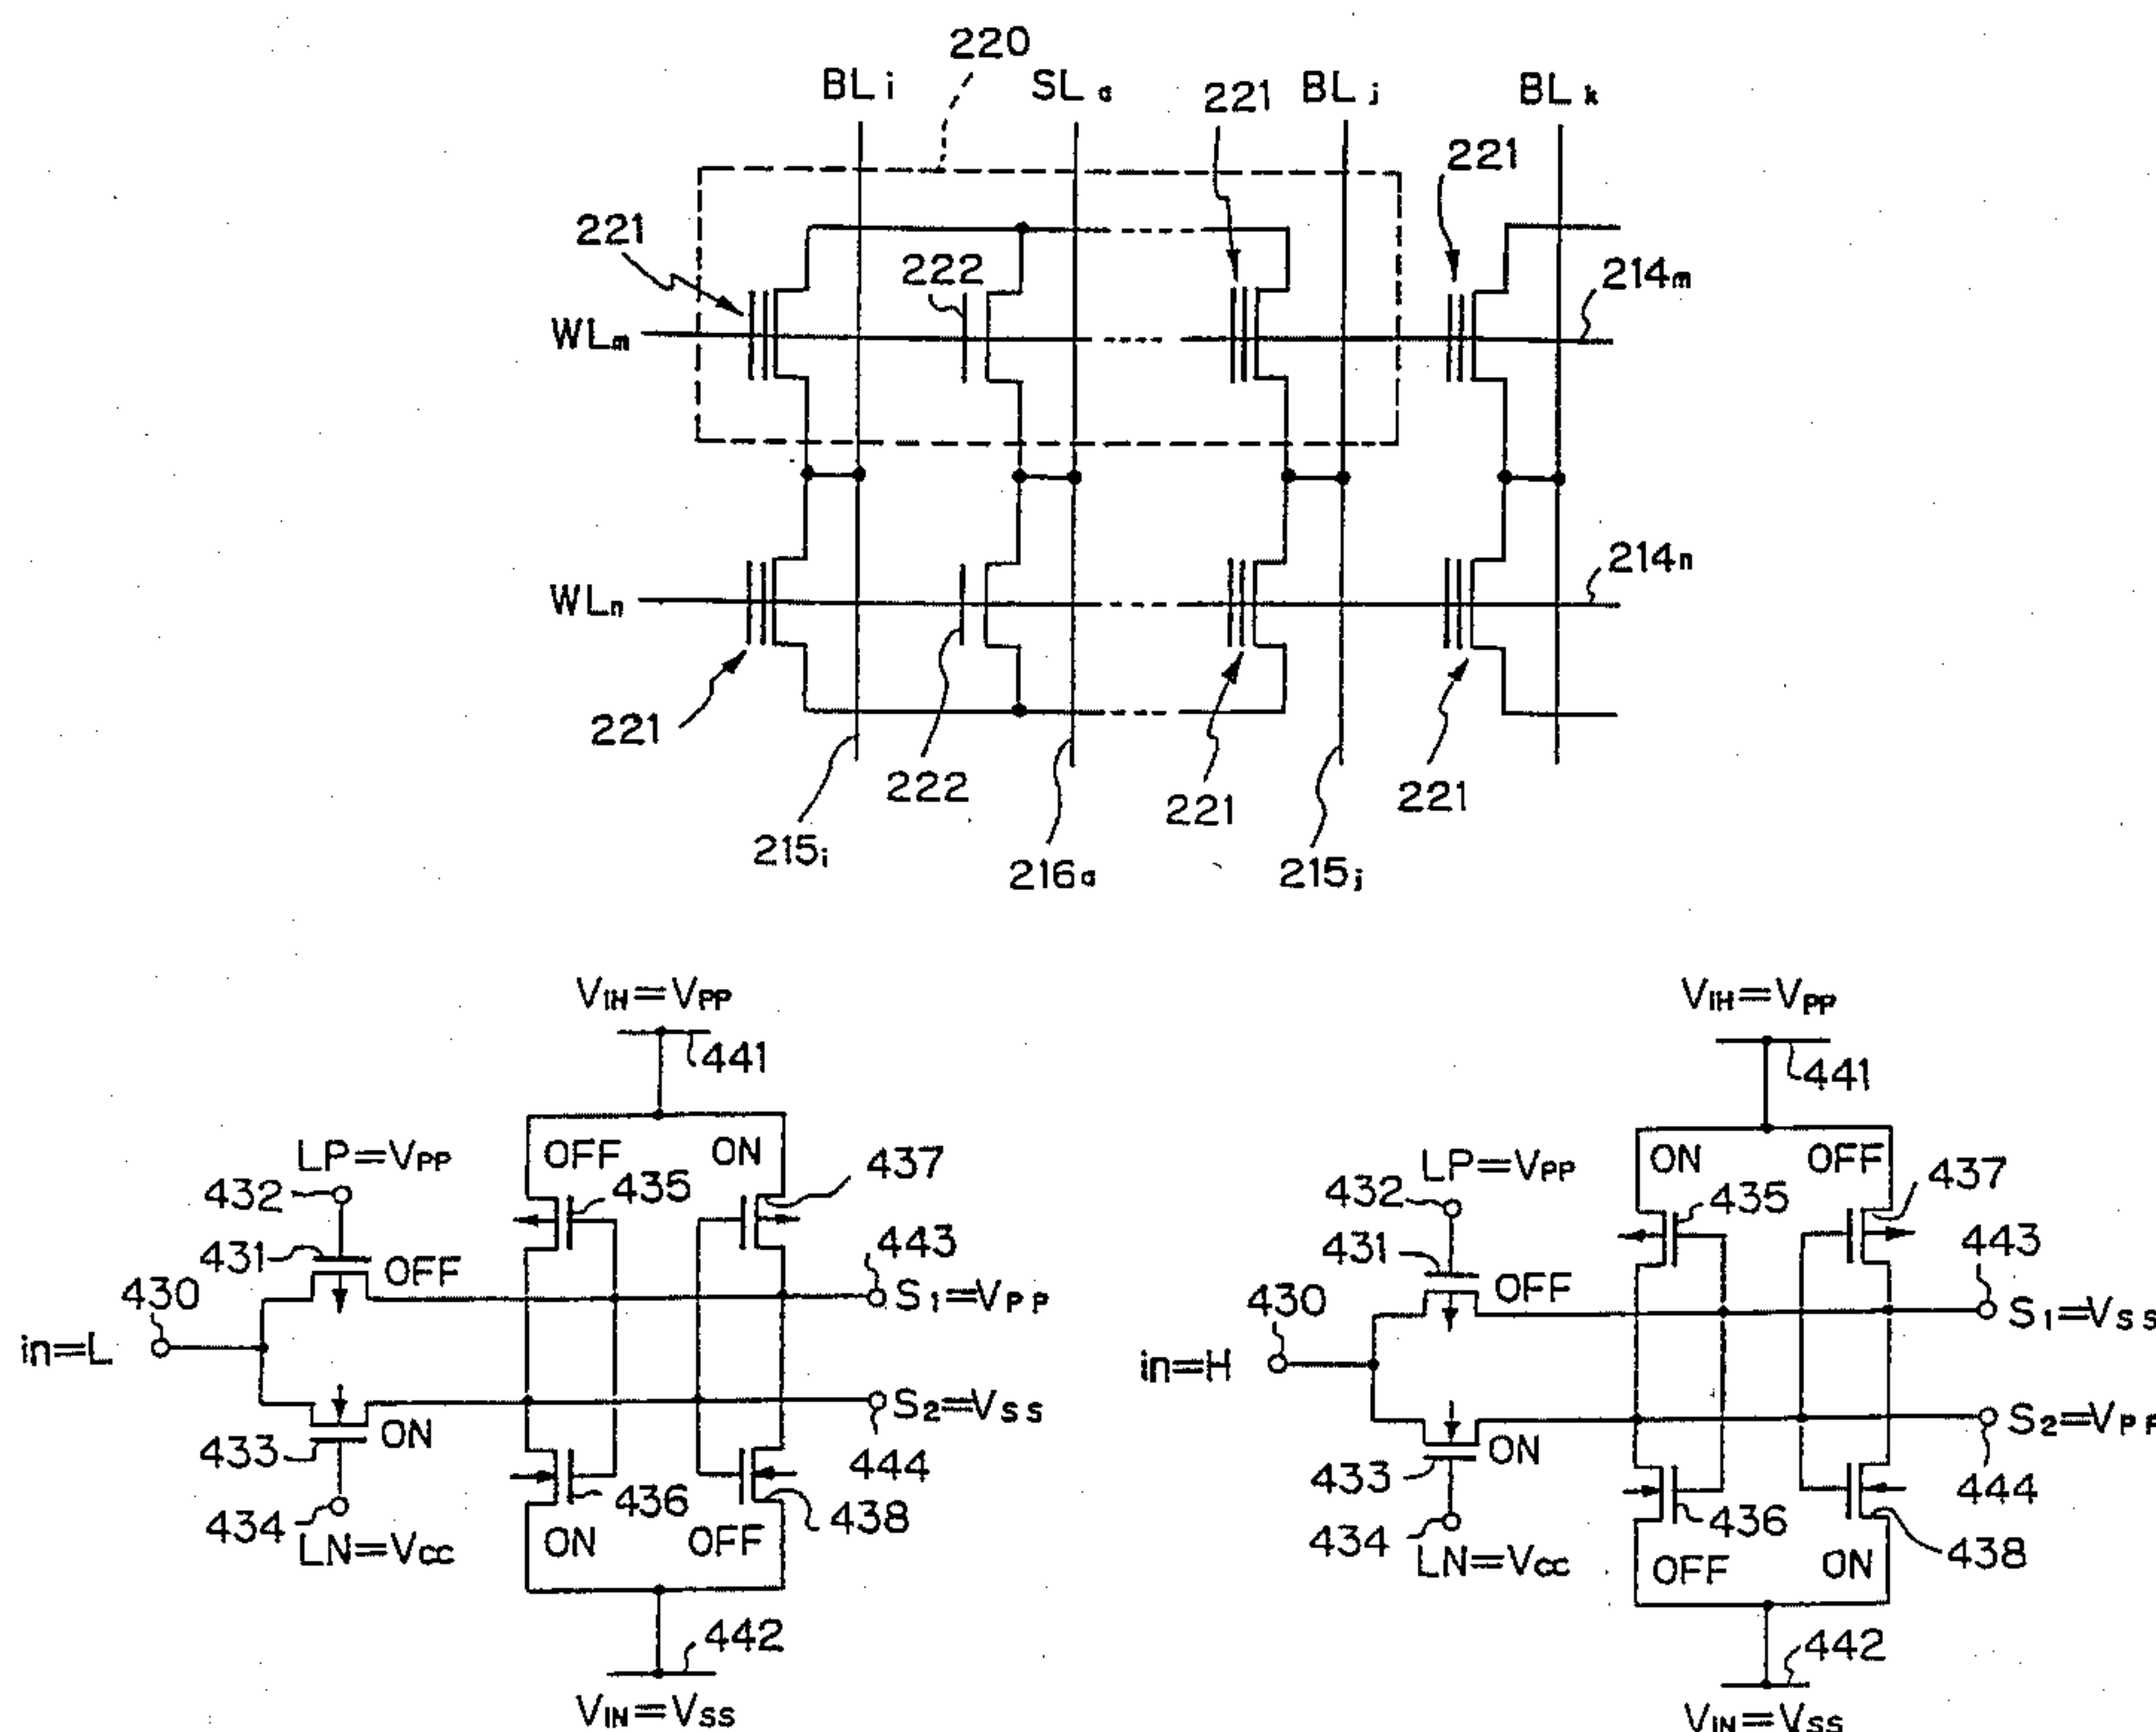 220
BLi SLa 221 BLj BLk
221
221 222 214m
WLm
WLn 214n
221 222 221 221
215i 216a 215j
VIH=VPP
441
LP=VPP OFF ON 437
432 435
431 OFF 443
430 S1=VPP
in=L
S2=VSS
433 ON 444
434 436 438
LN=VCC ON OFF
442
VIN=VSS
VIH=VPP
441
LP=VPP ON OFF 437
432 435
431 OFF 443
430 S1=VSS
in=H
S2=VPP
433 ON 444
434 436 438
LN=VCC OFF ON
442
VIN=VSS